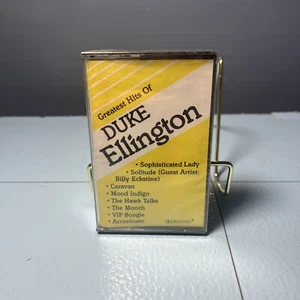 Greatest Hits Of
DUKE
Ellington
• Sophisticated Lady
• Solitude (Guest Artist:
Billy Eckstine)
• Caravan
• Mood Indigo
• The Hawk Talks
• The Mooch
• VIP Boogie
• Accentuate